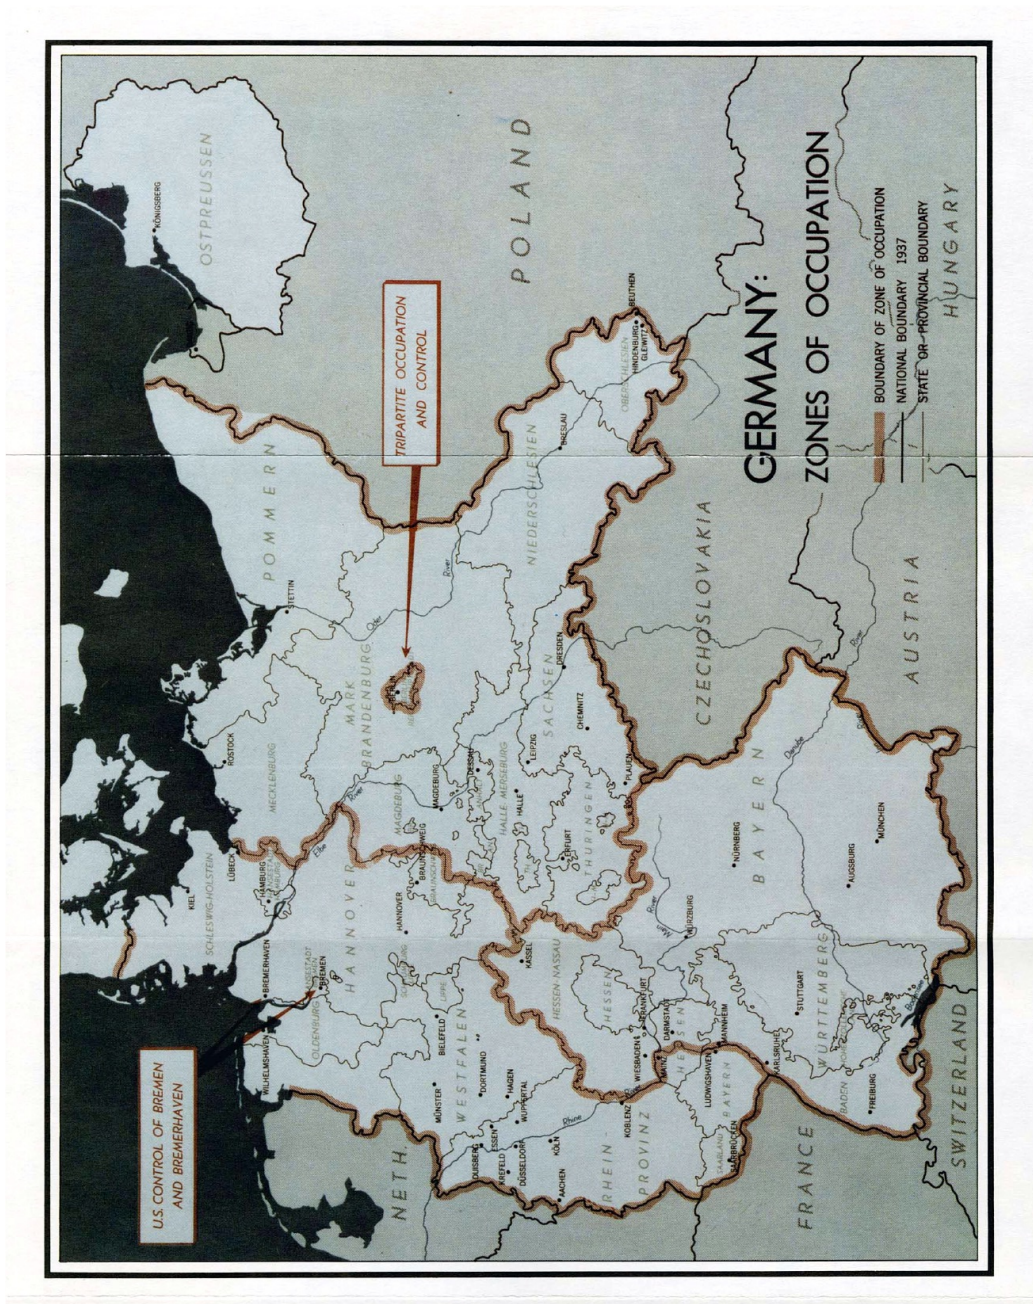 GERMANY:
ZONES OF OCCUPATION
BOUNDARY OF ZONE OF OCCUPATION
NATIONAL BOUNDARY 1937
STATE OR PROVINCIAL BOUNDARY
U.S. CONTROL OF BREMEN
AND BREMERHAVEN
TRIPARTITE OCCUPATION
AND CONTROL
KÖNIGSBERG
OSTPREUSSEN
POLAND
POMMERN
STETTIN
ROSTOCK
MECKLENBURG
KIEL
SCHLESWIG-HOLSTEIN
LÜBECK
HAMBURG
Elbe
River
BREMERHAVEN
BREMEN
WILHELMSHAVEN
OLDENBURG
HANNOVER
HANNOVER
MARK
BRANDENBURG
Oder
River
MAGDEBURG
MAGDEBURG
BRAUNSCHWEIG
DESSAU
HALLE-MERSEBURG
HALLE
LEIPZIG
SACHSEN
DRESDEN
CHEMNITZ
PLAUEN
ERFURT
THÜRINGEN
NIEDERSCHLESIEN
BRESLAU
OBERSCHLESIEN
HINDENBURG
BEUTHEN
GLEIWITZ
NETH.
LIPPE
BIELEFELD
MÜNSTER
WESTFALEN
DORTMUND
HAGEN
WUPPERTAL
ESSEN
DUISBURG
KREFELD
DÜSSELDORF
KÖLN
Rhine
AACHEN
RHEIN
PROVINZ
KOBLENZ
KASSEL
HESSEN-NASSAU
HESSEN
FRANKFURT
WIESBADEN
MAINZ
DARMSTADT
HESSEN
LUDWIGSHAVEN
MANNHEIM
BAYERN
SAARLAND
SAARBRÜCKEN
KARLSRUHE
Main
River
WÜRZBURG
NÜRNBERG
BAYERN
Danube
River
AUGSBURG
MÜNCHEN
STUTTGART
WÜRTTEMBERG
BADEN
FREIBURG
CZECHOSLOVAKIA
AUSTRIA
HUNGARY
FRANCE
SWITZERLAND